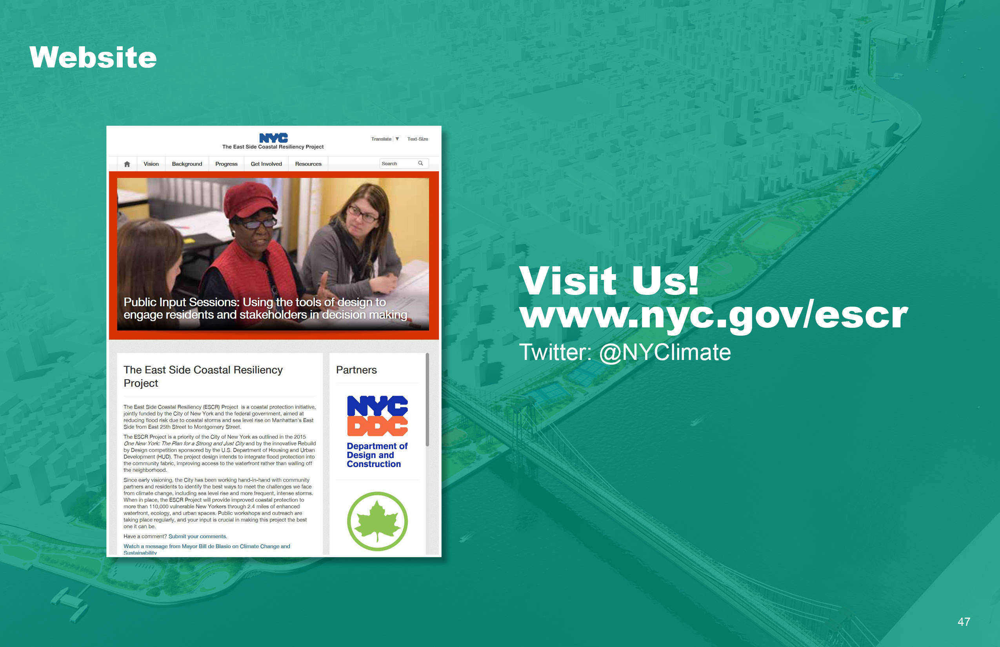 Website
NYC
The East Side Coastal Resiliency Project
Translate ▼ Text-Size
Vision Background Progress Get Involved Resources Search
Public Input Sessions: Using the tools of design to
engage residents and stakeholders in decision making
The East Side Coastal Resiliency
Project
The East Side Coastal Resiliency (ESCR) Project is a coastal protection initiative,
jointly funded by the City of New York and the federal government, aimed at
reducing flood risk due to coastal storms and sea level rise on Manhattan's East
Side from East 25th Street to Montgomery Street.
The ESCR Project is a priority of the City of New York as outlined in the 2015
One New York: The Plan for a Strong and Just City and by the innovative Rebuild
by Design competition sponsored by the U.S. Department of Housing and Urban
Development (HUD). The project design intends to integrate flood protection into
the community fabric, improving access to the waterfront rather than walling off
the neighborhood.
Since early visioning, the City has been working hand-in-hand with community
partners and residents to identify the best ways to meet the challenges we face
from climate change, including sea level rise and more frequent, intense storms.
When in place, the ESCR Project will provide improved coastal protection to
more than 110,000 vulnerable New Yorkers through 2.4 miles of enhanced
waterfront, ecology, and urban spaces. Public workshops and outreach are
taking place regularly, and your input is crucial in making this project the best
one it can be.
Have a comment? Submit your comments.
Watch a message from Mayor Bill de Blasio on Climate Change and
Sustainability
Partners
NYC
DDC
Department of
Design and
Construction
Visit Us!
www.nyc.gov/escr
Twitter: @NYClimate
47